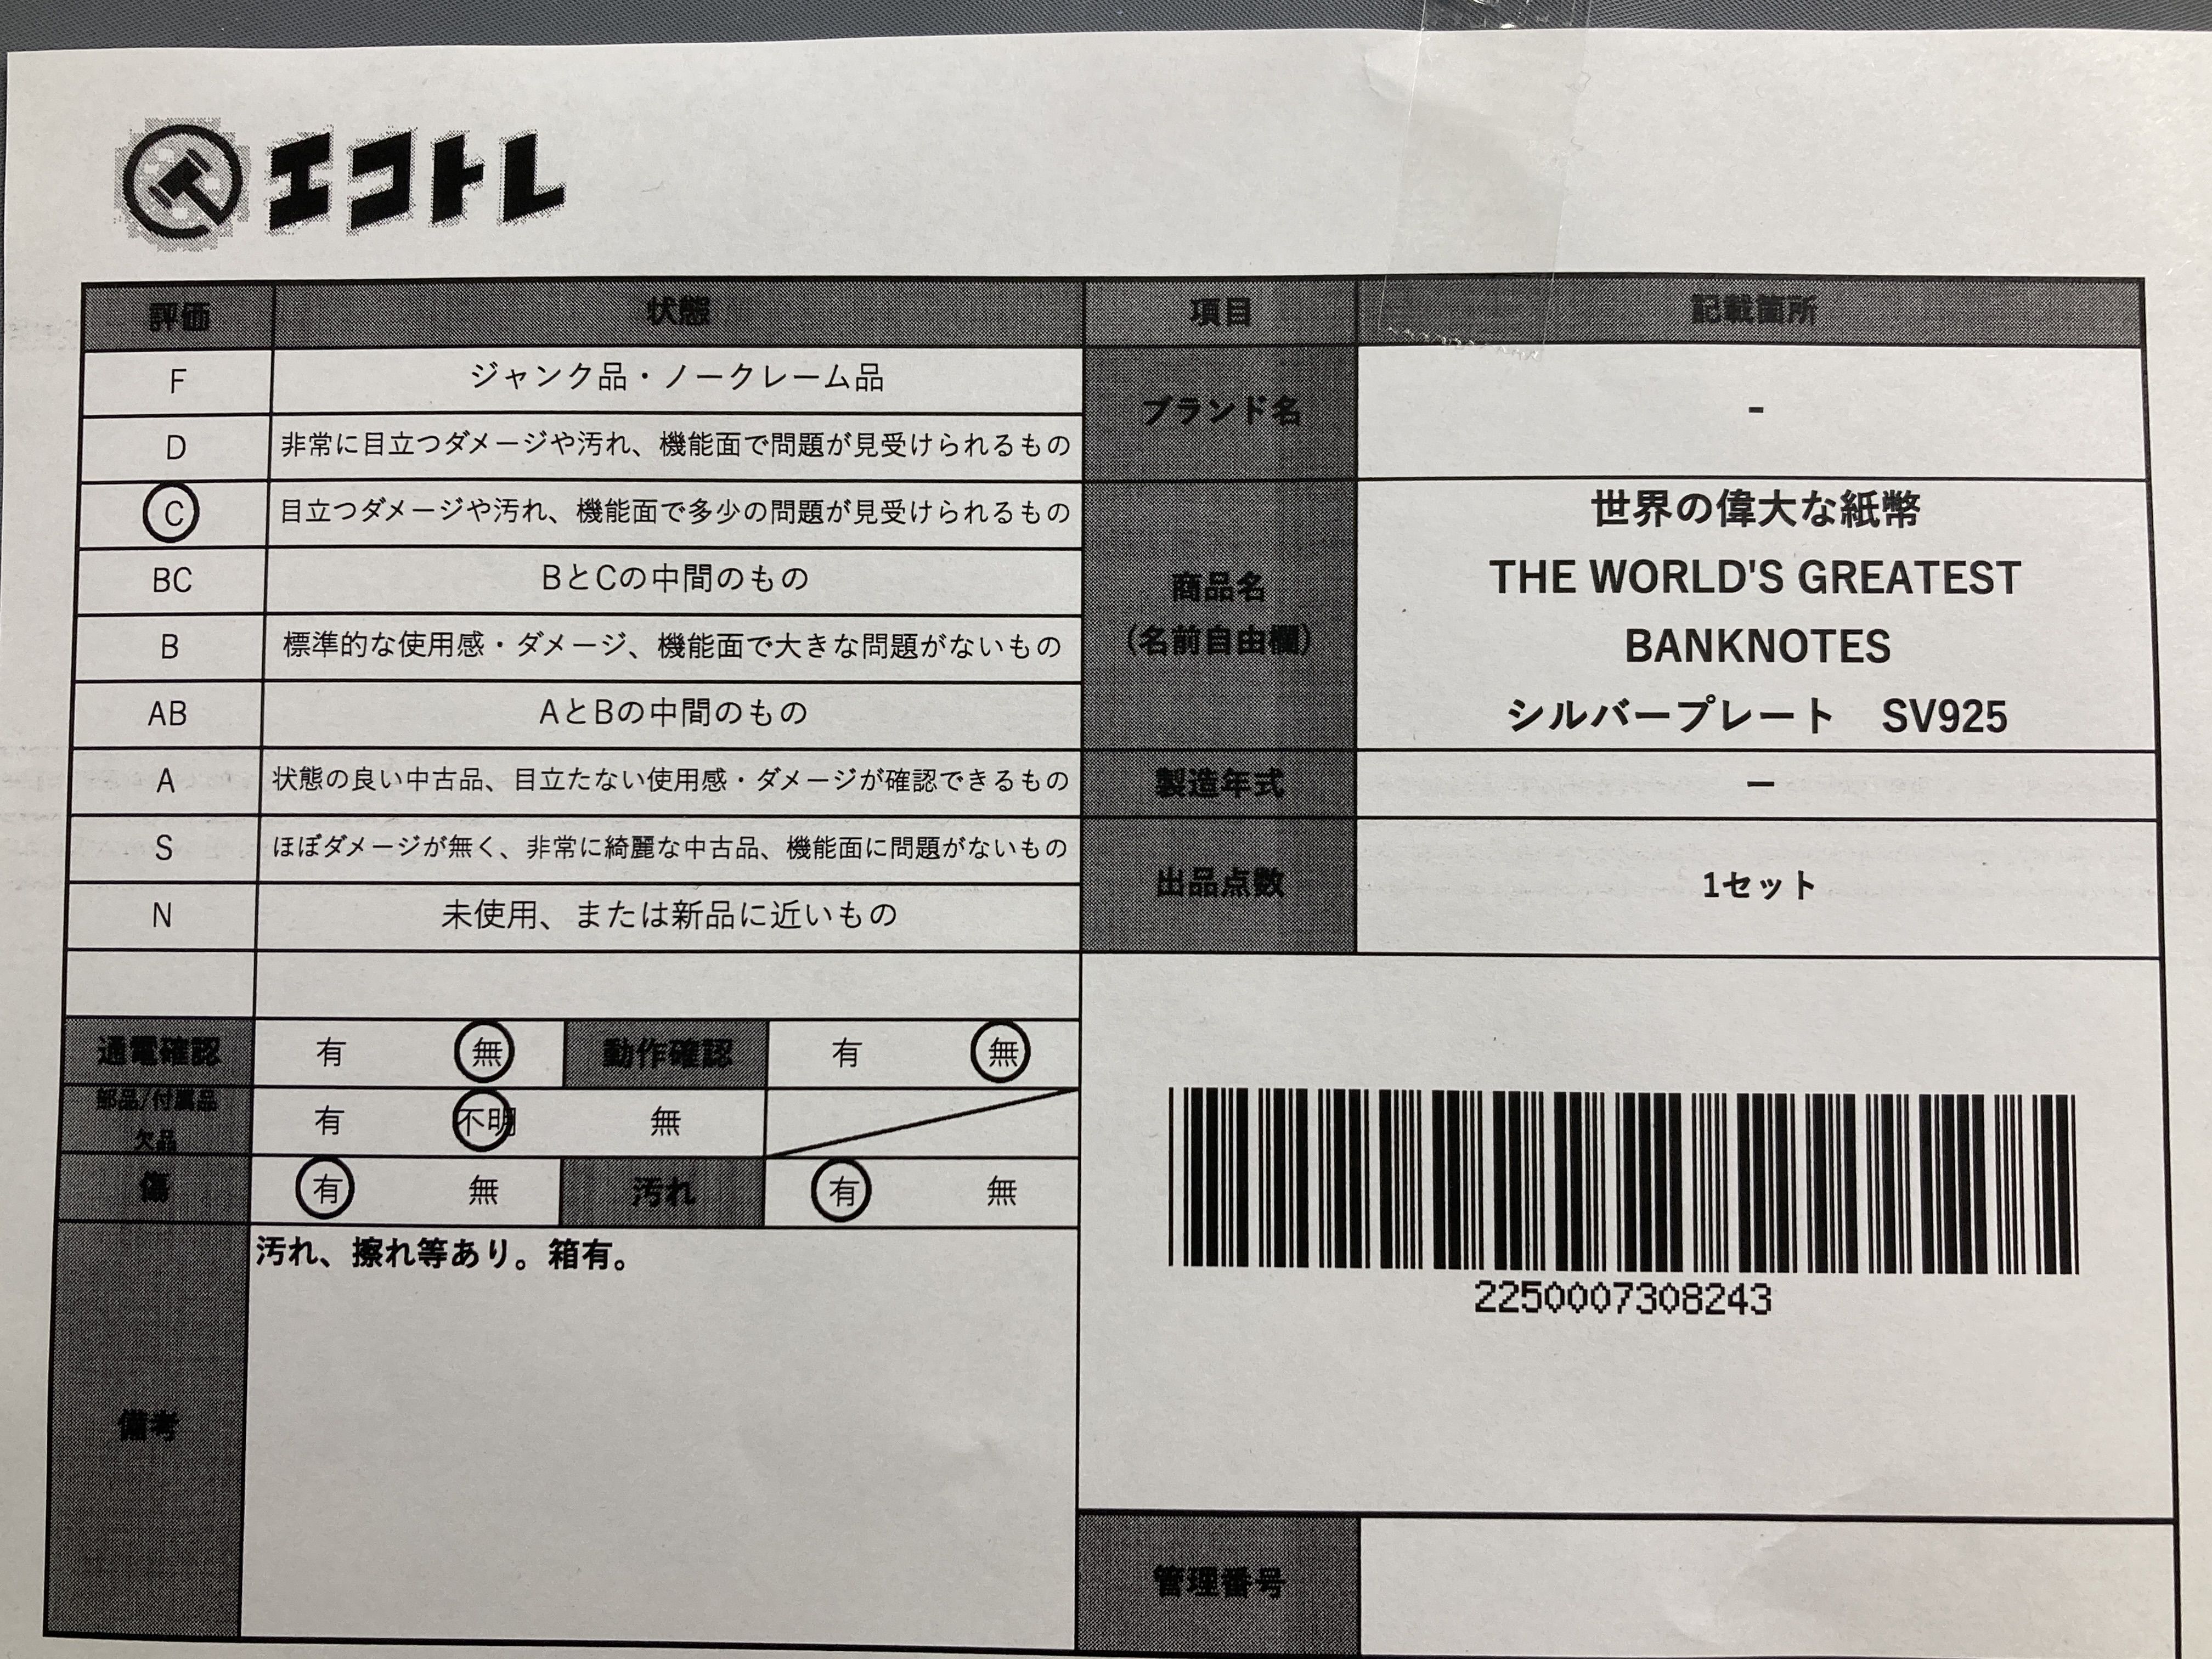 エコトレ
評価 状態 項目 記載箇所
F ジャンク品・ノークレーム品
D 非常に目立つダメージや汚れ、機能面で問題が見受けられるもの
ブランド名 -
C 目立つダメージや汚れ、機能面で多少の問題が見受けられるもの
BC BとCの中間のもの
B 標準的な使用感・ダメージ、機能面で大きな問題がないもの
AB AとBの中間のもの
商品名
（名前自由欄）
世界の偉大な紙幣
THE WORLD'S GREATEST
BANKNOTES
シルバープレート　SV925
A 状態の良い中古品、目立たない使用感・ダメージが確認できるもの
製造年式 ー
S ほぼダメージが無く、非常に綺麗な中古品、機能面に問題がないもの
N 未使用、または新品に近いもの
出品点数 1セット
通電確認 有 無 動作確認 有 無
部品/付属品
欠品
有 不明 無
傷 有 無 汚れ 有 無
備考
汚れ、擦れ等あり。箱有。
2250007308243
管理番号